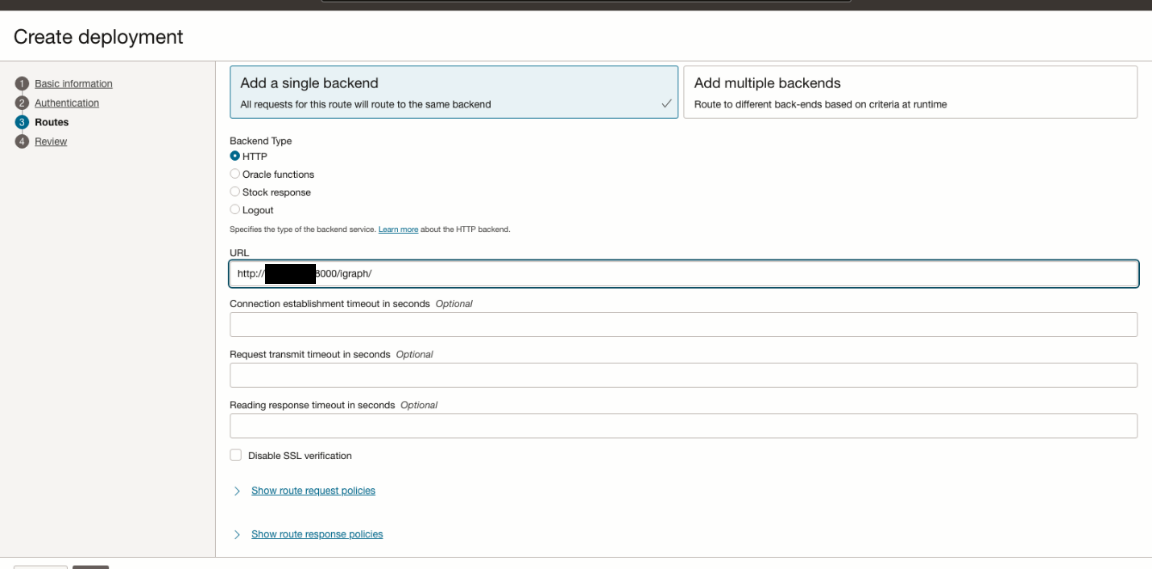 Create deployment
1 Basic information
2 Authentication
3 Routes
4 Review
Add a single backend
All requests for this route will route to the same backend
Add multiple backends
Route to different back-ends based on criteria at runtime
Backend Type
HTTP
Oracle functions
Stock response
Logout
Specifies the type of the backend service. Learn more about the HTTP backend.
URL
http:// 8000/igraph/
Connection establishment timeout in seconds Optional
Request transmit timeout in seconds Optional
Reading response timeout in seconds Optional
Disable SSL verification
Show route request policies
Show route response policies